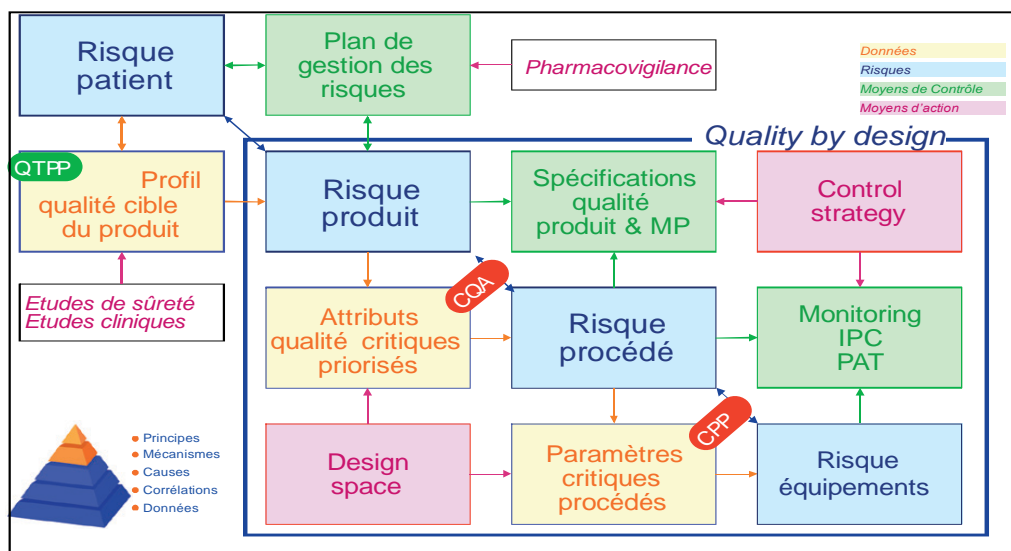 Risque
patient
Plan de
gestion des
risques
Pharmacovigilance
Données
Risques
Moyens de Contrôle
Moyens d'action
Quality by design
QTPP
Profil
qualité cible
du produit
Risque
produit
Spécifications
qualité
produit & MP
Control
strategy
Etudes de sûreté
Etudes cliniques
CQA
Attributs
qualité critiques
priorisés
Risque
procédé
Monitoring
IPC
PAT
CPP
Design
space
Paramètres
critiques
procédés
Risque
équipements
Principes
Mécanismes
Causes
Corrélations
Données